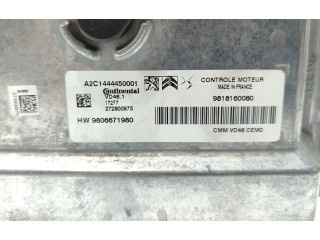 A2C1444450001
Continental
VD46.1
17277
272800975
HW 9806671980
CONTROLE MOTEUR
MADE IN FRANCE
9818160080
CMM VD46 CEM2